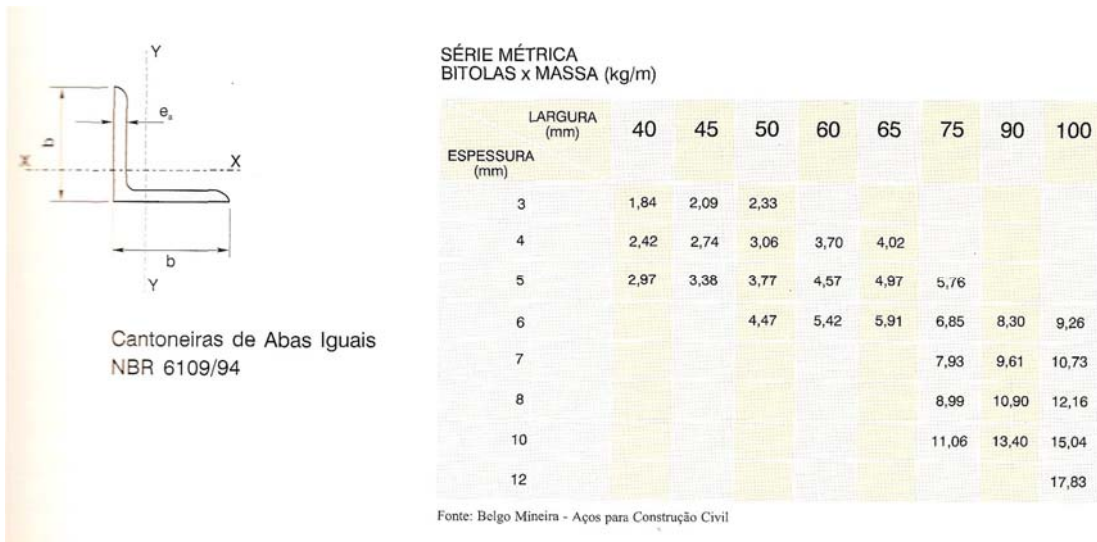 Y
e
b
X X
b
Y
Cantoneiras de Abas Iguais
NBR 6109/94
SÉRIE MÉTRICA
BITOLAS x MASSA (kg/m)
LARGURA (mm) 40 45 50 60 65 75 90 100
ESPESSURA (mm)
3 1,84 2,09 2,33
4 2,42 2,74 3,06 3,70 4,02
5 2,97 3,38 3,77 4,57 4,97 5,76
6 4,47 5,42 5,91 6,85 8,30 9,26
7 7,93 9,61 10,73
8 8,99 10,90 12,16
10 11,06 13,40 15,04
12 17,83
Fonte: Belgo Mineira - Aços para Construção Civil